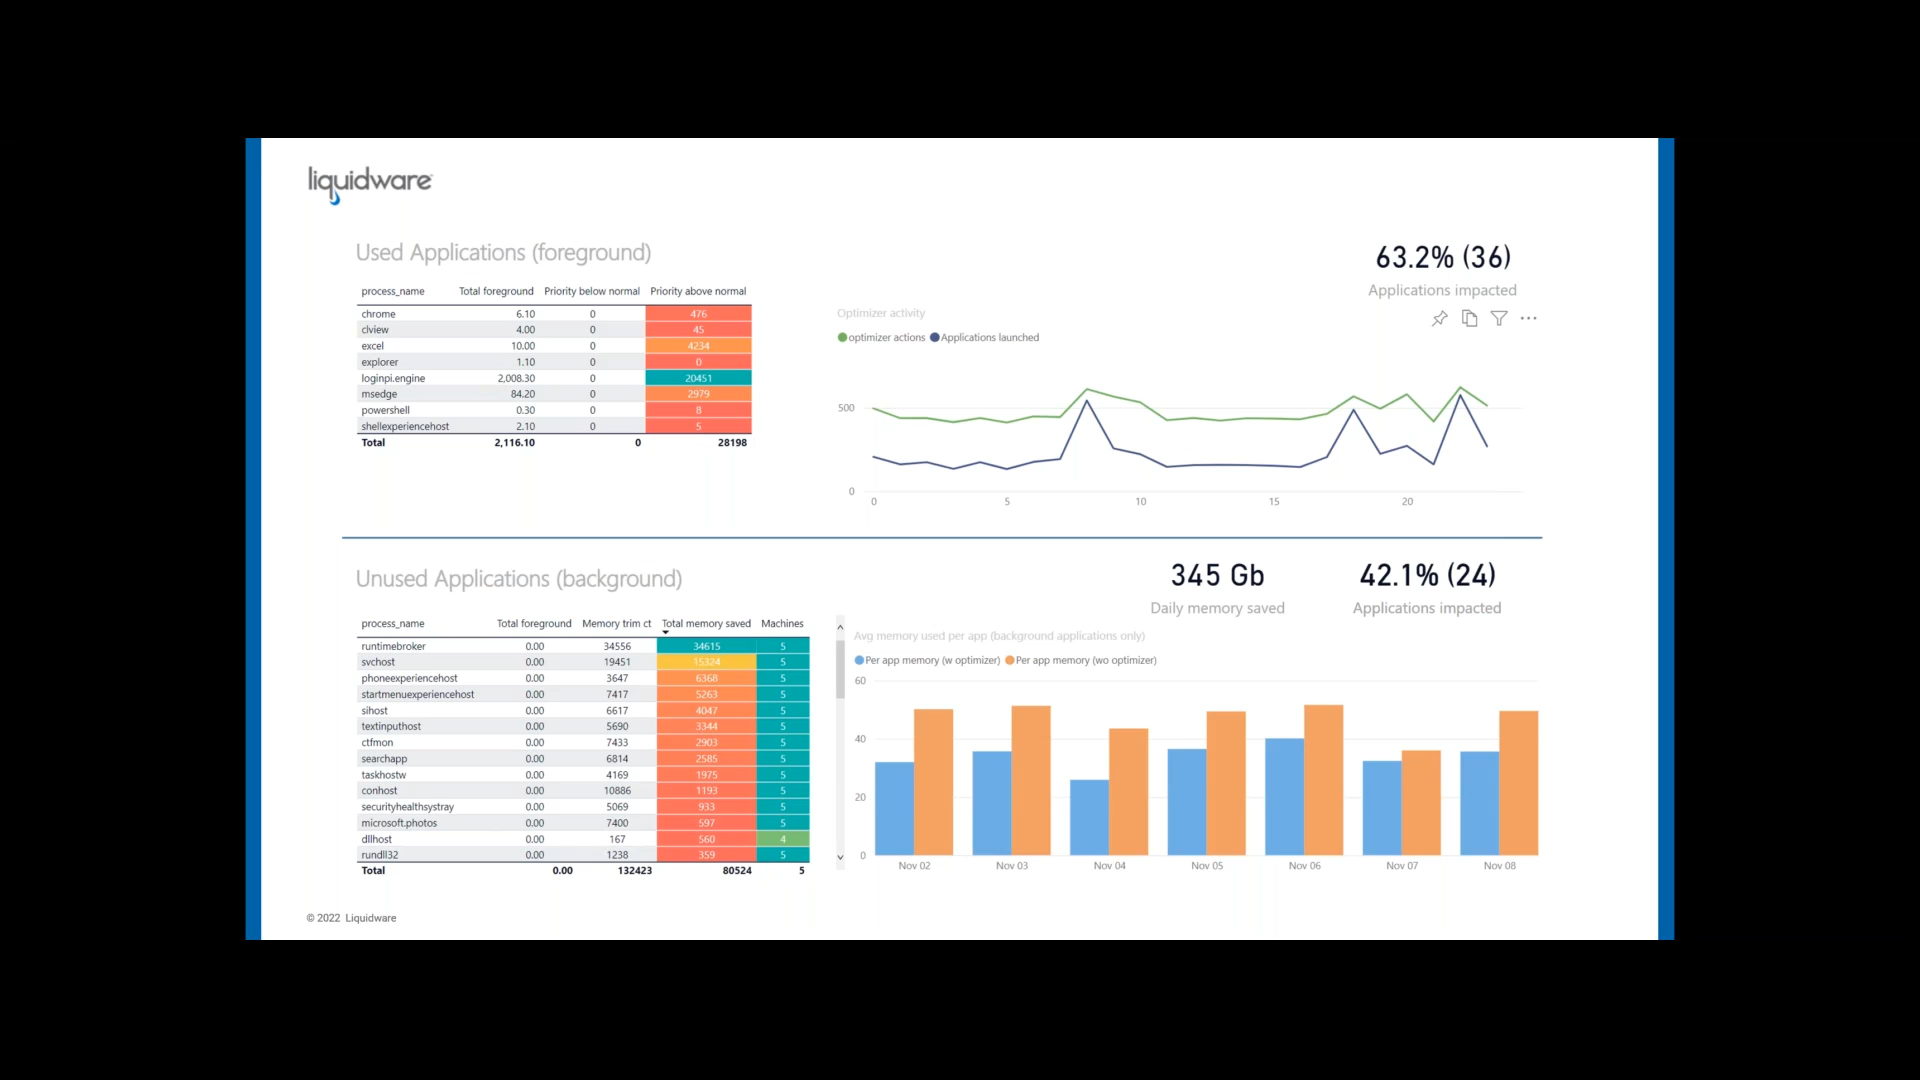 liquidware
Used Applications (foreground)
process_name Total foreground Priority below normal Priority above normal
chrome 6.10 0 476
clview 4.00 0 45
excel 10.00 0 4234
explorer 1.10 0 0
loginpi.engine 2,008.30 0 20451
msedge 84.20 0 2979
powershell 0.30 0 8
shellexperiencehost 2.10 0 5
Total 2,116.10 0 28198
63.2% (36)
Applications impacted
Optimizer activity
optimizer actions Applications launched
500
0
0 5 10 15 20
Unused Applications (background)
process_name Total foreground Memory trim ct Total memory saved Machines
runtimebroker 0.00 34556 34615 5
svchost 0.00 19451 15324 5
phoneexperiencehost 0.00 3647 6368 5
startmenuexperiencehost 0.00 7417 5263 5
sihost 0.00 6617 4047 5
textinputhost 0.00 5690 3344 5
ctfmon 0.00 7433 2903 5
searchapp 0.00 6814 2585 5
taskhostw 0.00 4169 1975 5
conhost 0.00 10886 1193 5
securityhealthsystray 0.00 5069 933 5
microsoft.photos 0.00 7400 597 5
dllhost 0.00 167 560 4
rundll32 0.00 1238 359 5
Total 0.00 132423 80524 5
345 Gb
Daily memory saved
42.1% (24)
Applications impacted
Avg memory used per app (background applications only)
Per app memory (w optimizer) Per app memory (wo optimizer)
60
40
20
0
Nov 02 Nov 03 Nov 04 Nov 05 Nov 06 Nov 07 Nov 08
© 2022 Liquidware